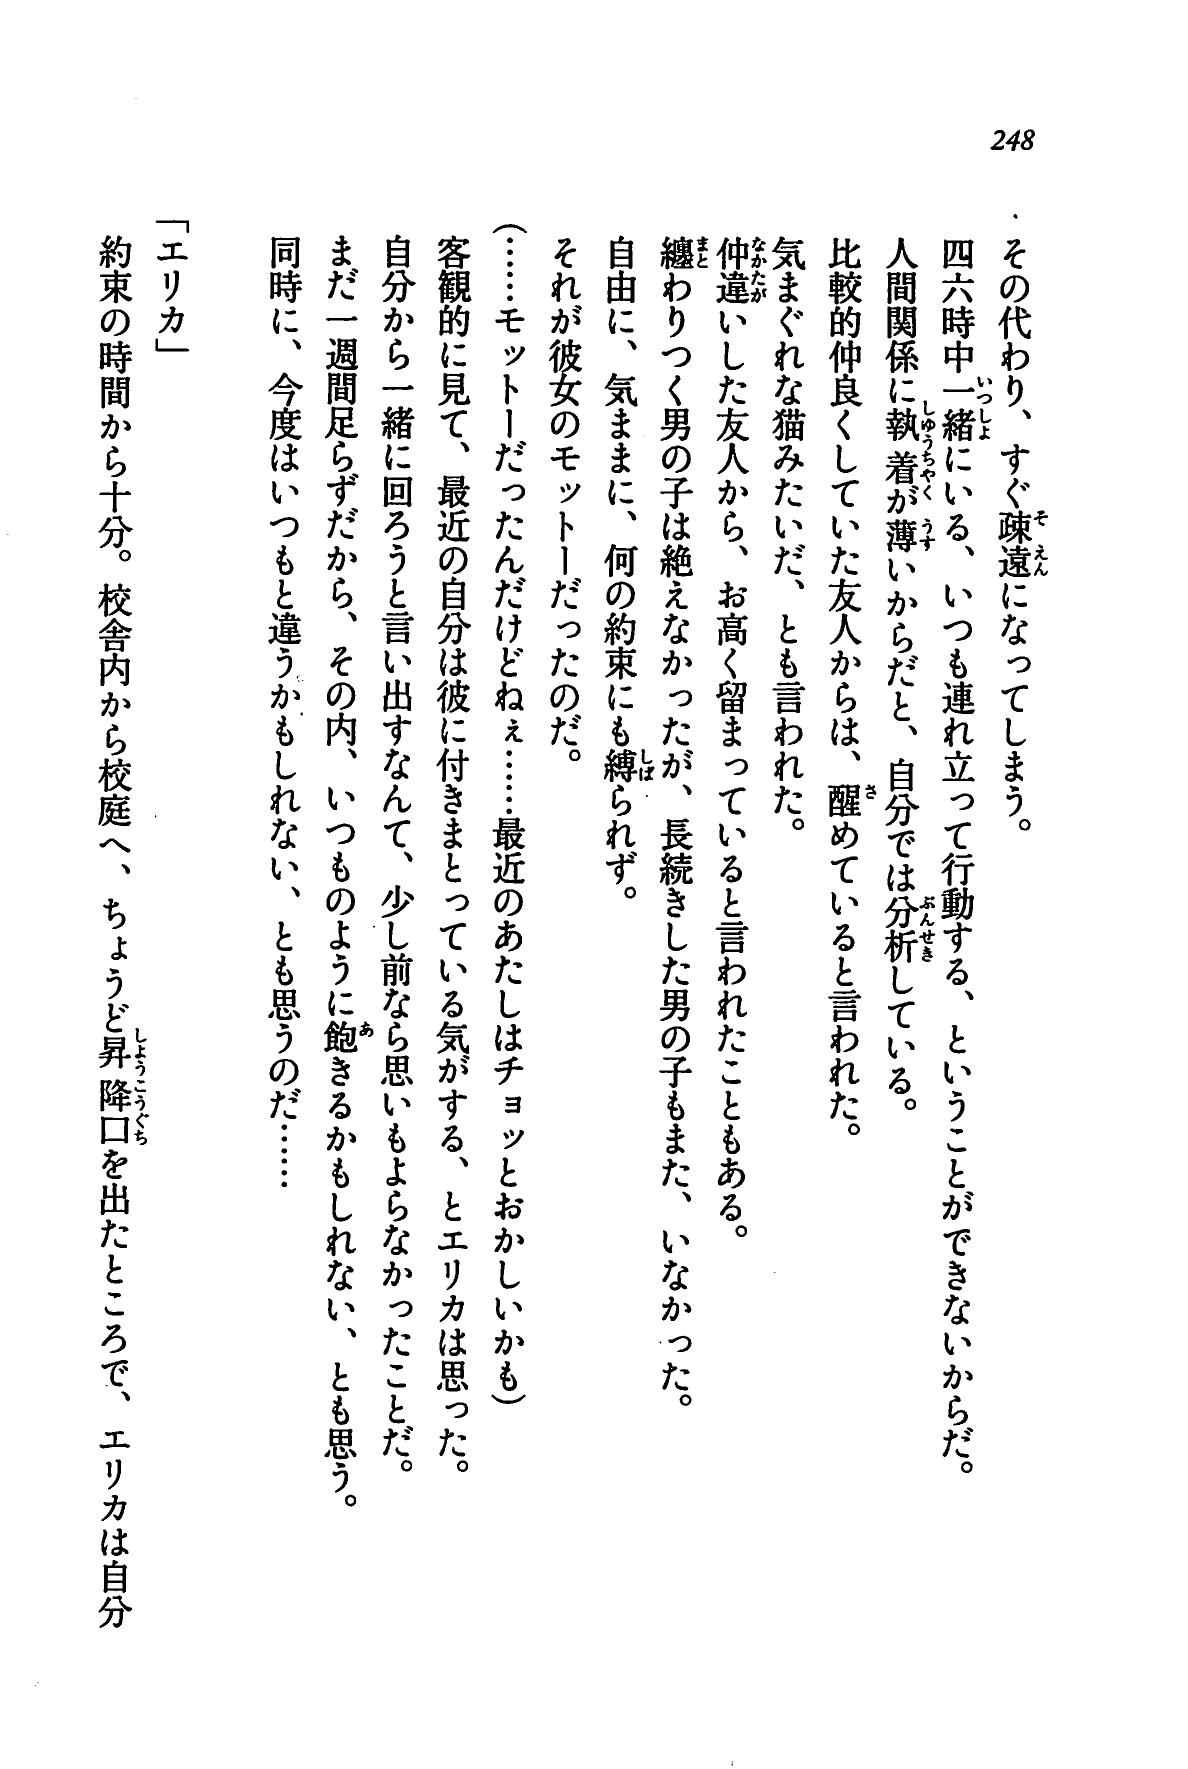 248
その代わり、すぐ疎遠になってしまう。
四六時中一緒にいる、いつも連れ立って行動する、ということができないからだ。
人間関係に執着が薄いからだと、自分では分析している。
比較的仲良くしていた友人からは、醒めていると言われた。
気まぐれな猫みたいだ、とも言われた。
仲違いした友人から、お高く留まっていると言われたこともある。
纏わりつく男の子は絶えなかったが、長続きした男の子もまた、いなかった。
自由に、気ままに、何の約束にも縛られず。
それが彼女のモットーだったのだ。
(……モットーだったんだけどねぇ……最近のあたしはチョッとおかしいかも)
客観的に見て、最近の自分は彼に付きまとっている気がする、とエリカは思った。
自分から一緒に回ろうと言い出すなんて、少し前なら思いもよらなかったことだ。
まだ一週間足らずだから、その内、いつものように飽きるかもしれない、とも思う。
同時に、今度はいつもと違うかもしれない、とも思うのだ……
「エリカ」
約束の時間から十分。校舎内から校庭へ、ちょうど昇降口を出たところで、エリカは自分